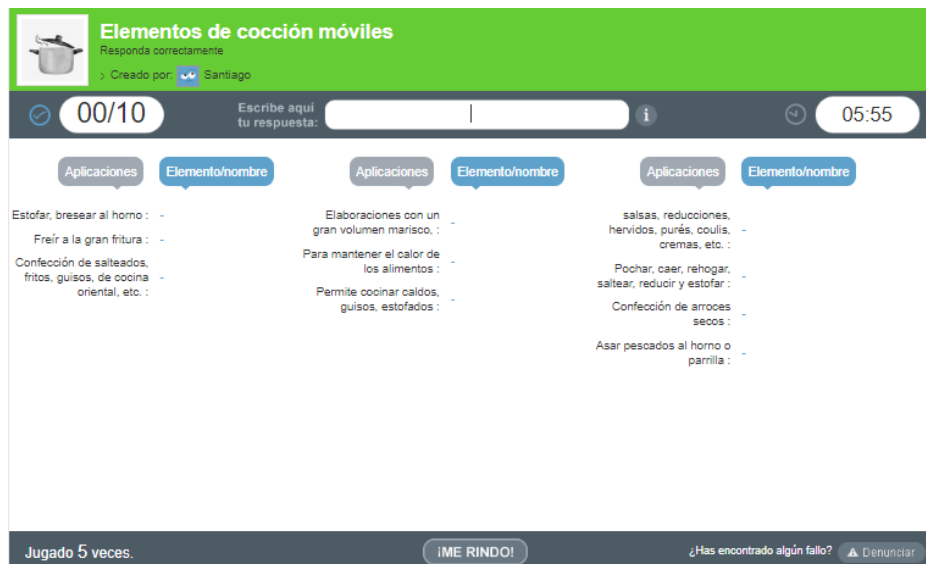 Elementos de cocción móviles
Responda correctamente
> Creado por: Santiago
00/10
Escribe aquí
tu respuesta:
i
05:55
Aplicaciones Elemento/nombre
Estofar, bresear al horno : -
Freír a la gran fritura : -
Confección de salteados,
fritos, guisos, de cocina -
oriental, etc. :
Aplicaciones Elemento/nombre
Elaboraciones con un
gran volumen marisco, : -
Para mantener el calor de
los alimentos : -
Permite cocinar caldos,
guisos, estofados : -
Aplicaciones Elemento/nombre
salsas, reducciones,
hervidos, purés, coulis, -
cremas, etc. :
Pochar, caer, rehogar,
saltear, reducir y estofar : -
Confección de arroces
secos : -
Asar pescados al horno o
parrilla : -
Jugado 5 veces.
¡ME RINDO!
¿Has encontrado algún fallo?
Denunciar